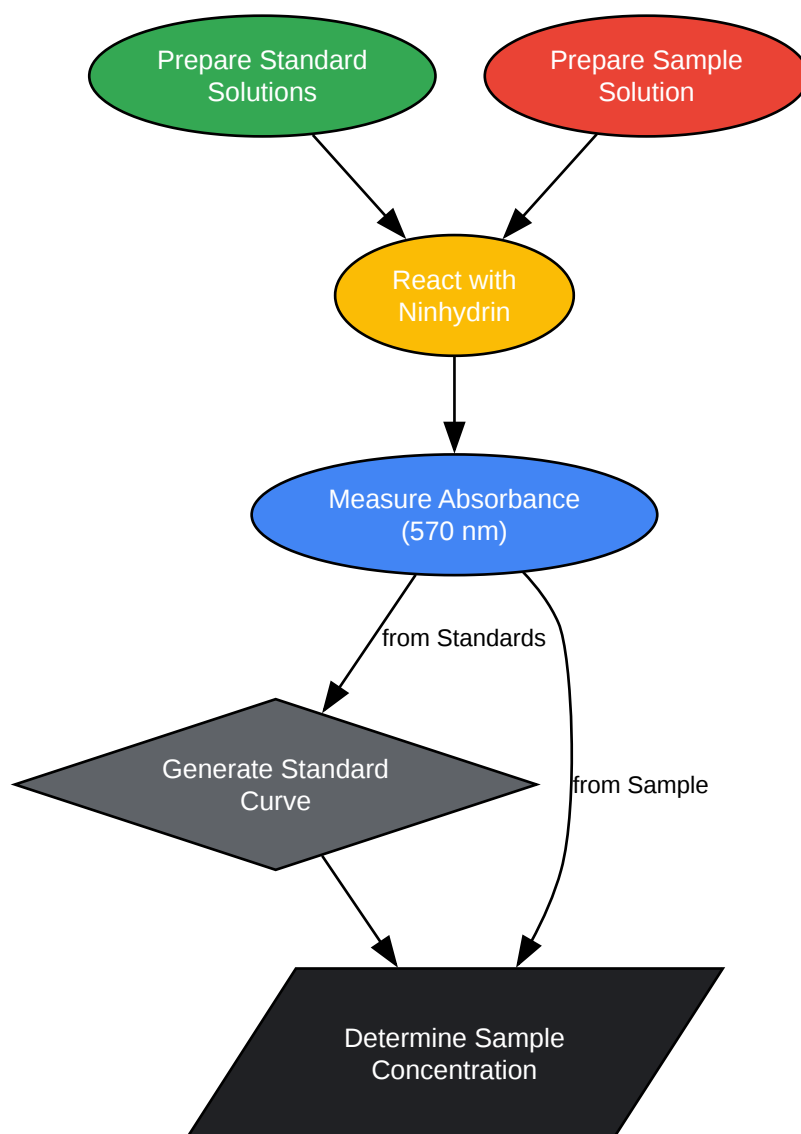 Prepare Standard
Solutions
Prepare Sample
Solution
React with
Ninhydrin
Measure Absorbance
(570 nm)
from Standards
Generate Standard
Curve
from Sample
Determine Sample
Concentration